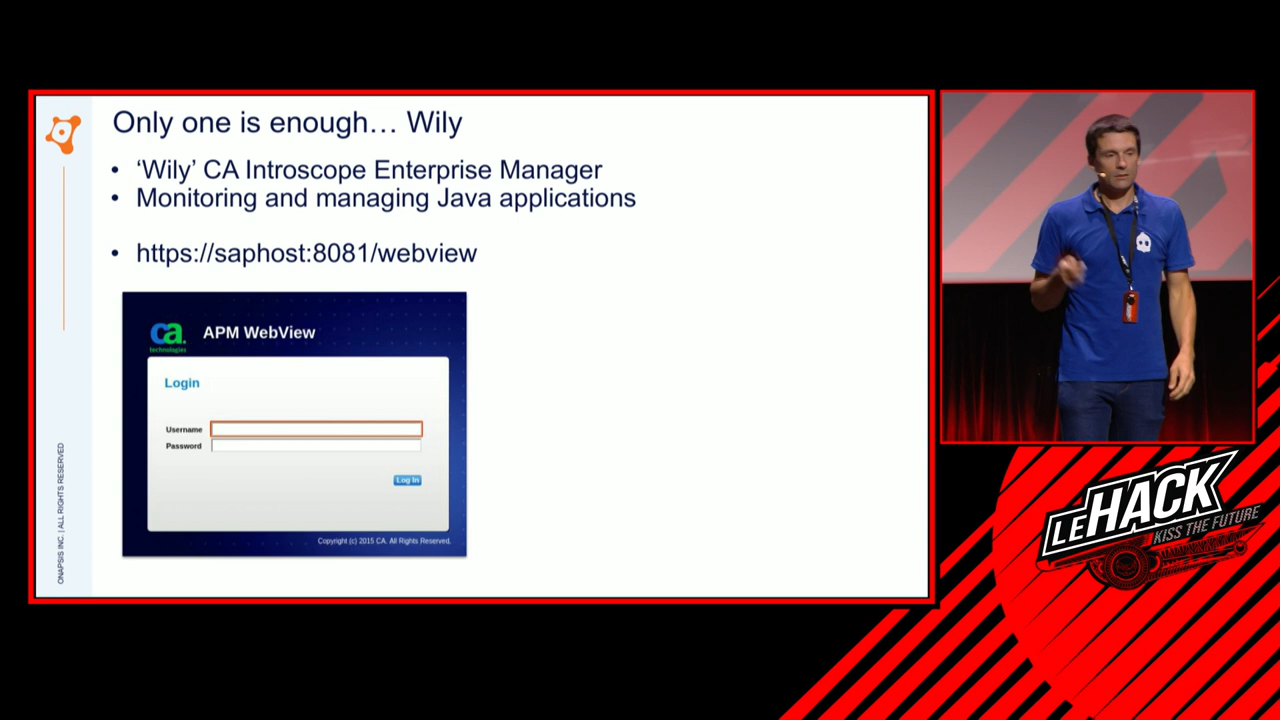 Only one is enough… Wily
• ‘Wily’ CA Introscope Enterprise Manager
• Monitoring and managing Java applications
• https://saphost:8081/webview
ca.
technologies
APM WebView
Login
Username
Password
Log In
Copyright (c) 2015 CA. All Rights Reserved.
ONAPSIS INC. | ALL RIGHTS RESERVED
LEHACK
KISS THE FUTURE